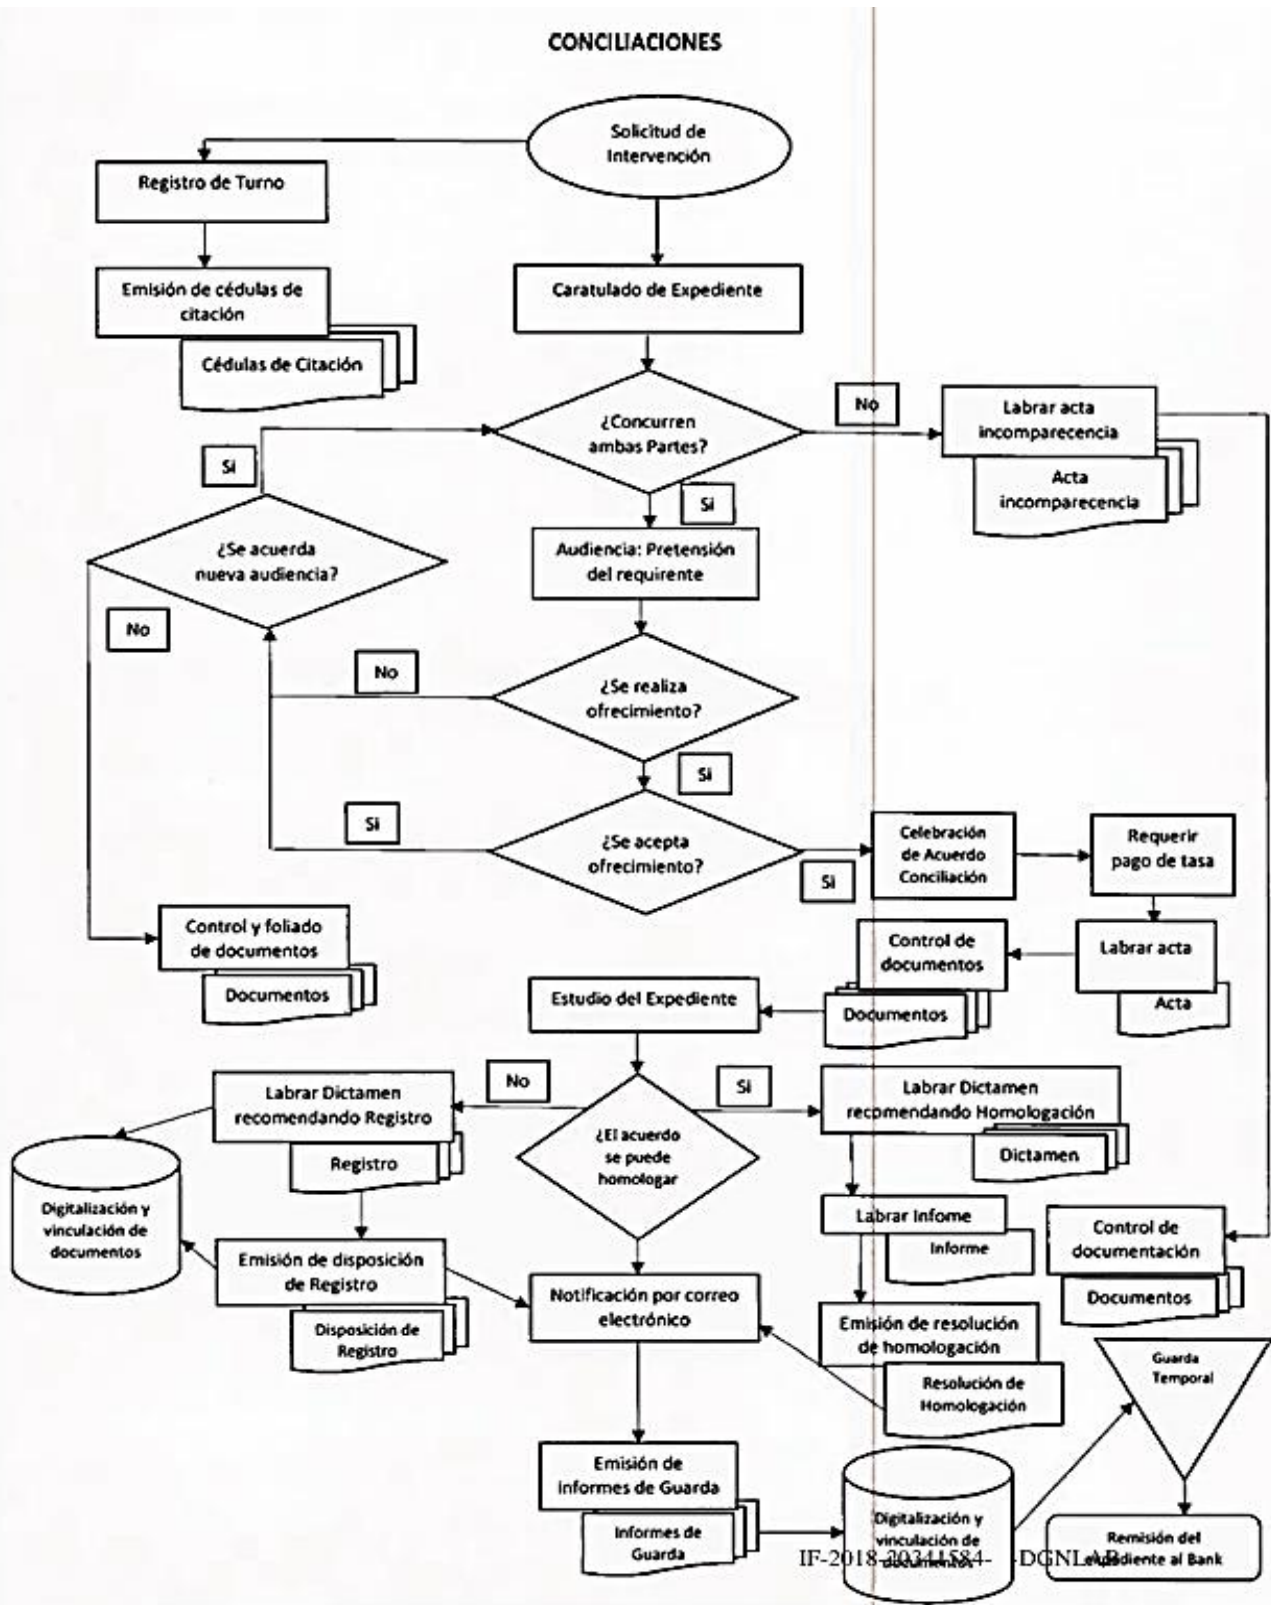 CONCILIACIONES
Solicitud de
Intervención
Registro de Turno
Emisión de cédulas de
citación
Cédulas de Citación
Caratulado de Expediente
¿Concurren
ambas Partes?
No
Labrar acta
incomparecencia
Acta
incomparecencia
Si
Si
¿Se acuerda
nueva audiencia?
No
Audiencia: Pretensión
del requirente
No
¿Se realiza
ofrecimiento?
Si
Si
¿Se acepta
ofrecimiento?
Si
Celebración
de Acuerdo
Conciliación
Requerir
pago de tasa
Control y foliado
de documentos
Documentos
Control de
documentos
Documentos
Labrar acta
Acta
Estudio del Expediente
No
Si
Labrar Dictamen
recomendando Registro
Registro
¿El acuerdo
se puede
homologar
Labrar Dictamen
recomendando Homologación
Dictamen
Digitalización y
vinculación de
documentos
Labrar Infome
Informe
Control de
documentación
Documentos
Emisión de disposición
de Registro
Disposición de
Registro
Notificación por correo
electrónico
Emisión de resolución
de homologación
Resolución de
Homologación
Guarda
Temporal
Emisión de
Informes de Guarda
Informes de
Guarda
Digitalización y
vinculación de
documentos
Remisión del
expediente al Bank
IF-2018-20341584- -DGNLAB